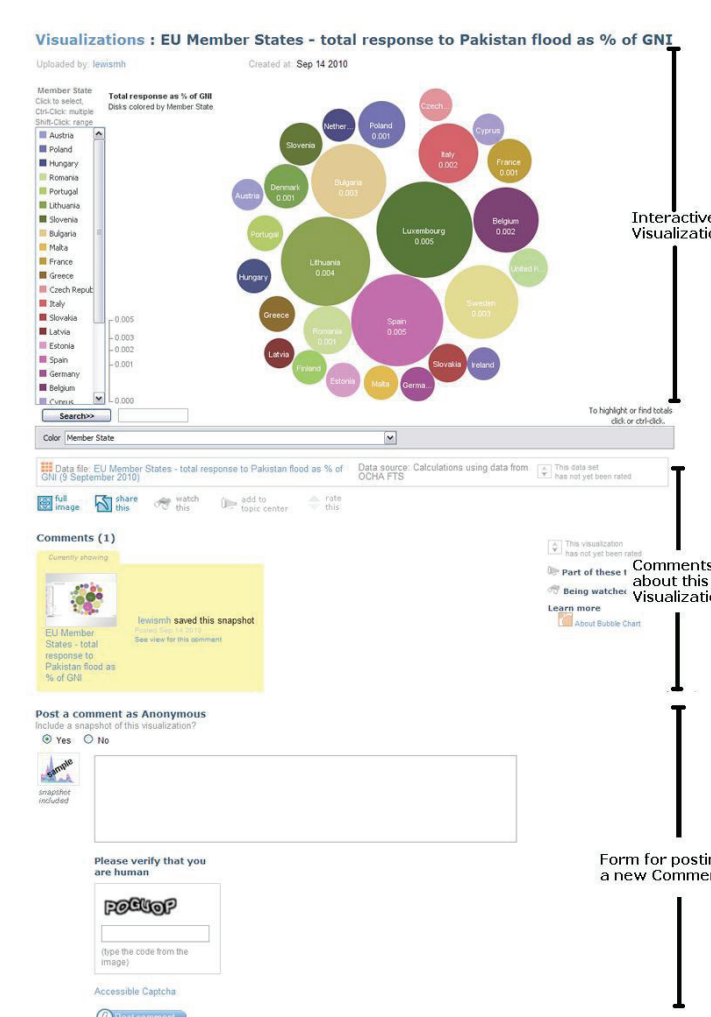 Visualizations : EU Member States - total response to Pakistan flood as % of GNI
Uploaded by: lewismh Created at: Sep 14 2010
Member State
Click to select,
Ctrl-Click: multiple
Shift-Click: range
Total response as % of GNI
Disks colored by Member State
Austria
Poland
Hungary
Romania
Portugal
Lithuania
Slovenia
Bulgaria
Malta
France
Greece
Czech Republ
Italy
Slovakia
Latvia
Estonia
Spain
Germany
Belgium
Cyprus
0.005
0.003
0.002
0.001
0.000
Czech...
Nether...
Poland
0.001
Cyprus
Slovenia
Italy
0.002
France
0.001
Bulgaria
0.003
Denmark
0.001
Austria
Luxembourg
0.005
Belgium
0.002
Portugal
Lithuania
0.004
United K...
Hungary
Sweden
0.003
Greece
Romania
0.001
Spain
0.005
Latvia
Finland
Estonia
Malta
Germa...
Slovakia
Ireland
Interactive
Visualizatio
Search>>
To highlight or find totals
click or ctrl-click.
Color Member State
Data file: EU Member States - total response to Pakistan flood as % of
GNI (9 September 2010)
Data source: Calculations using data from
OCHA FTS
This data set
has not yet been rated
full
image
share
this
watch
this
add to
topic center
rate
this
Comments (1)
Currently showing
EU Member
States - total
response to
Pakistan flood as
% of GNI
lewismh saved this snapshot
Posted Sep 14 2010
See view for this comment
This visualization
has not yet been rated
Part of these t
Being watched
Learn more
About Bubble Chart
Comments
about this
Visualizatio
Post a comment as Anonymous
Include a snapshot of this visualization?
Yes No
sample
snapshot
included
Please verify that you
are human
POGUOP
(type the code from the
image)
Accessible Captcha
Form for postin
a new Commen